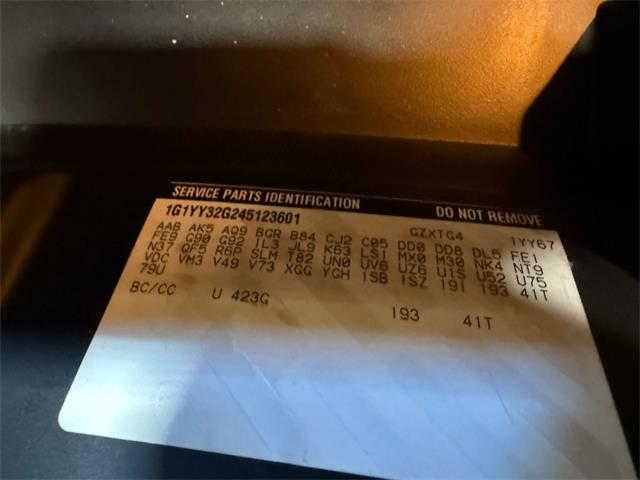 SERVICE PARTS IDENTIFICATION DO NOT REMOVE
1G1YY32G245123601 GZXTG4 1YY67
AAB AK5 AQ9 BGR B84 CJ2 C05 DD0 DD8 DL5 FE1
FE9 G90 G92 IL3 JL9 K63 LS1 MX0 M30 NK4 NT9
N37 QF5 R6P SLM T82 UN0 UV6 UZ6 U1S U52 U75
VDC VM3 V49 V73 XGG YGH 1SB 1SZ 19I 193 41T
79U
BC/CC U 423G 193 41T